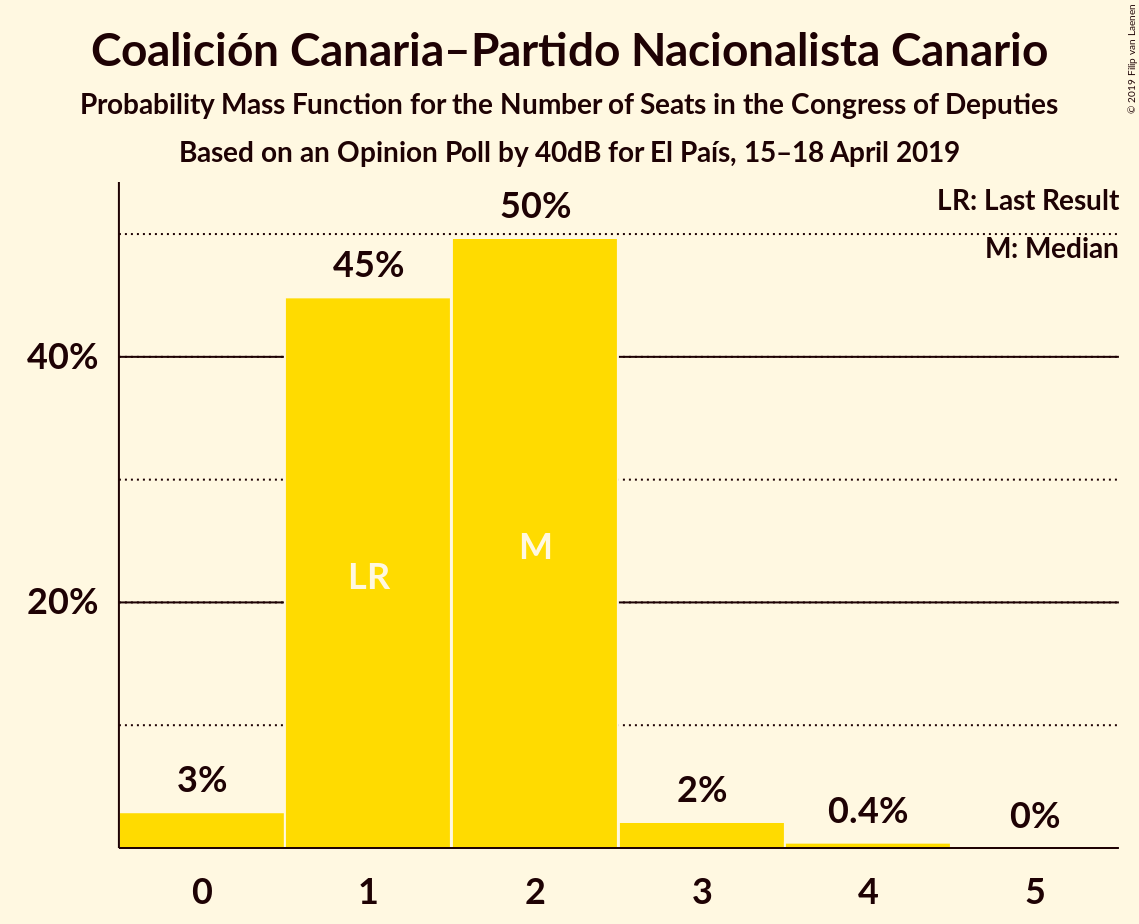 Coalición Canaria–Partido Nacionalista Canario
Probability Mass Function for the Number of Seats in the Congress of Deputies
Based on an Opinion Poll by 40dB for El País, 15–18 April 2019
© 2019 Filip van Laenen
LR: Last Result
M: Median
50%
45%
40%
M
LR
20%
3%
2%
0.4%
0%
0 1 2 3 4 5